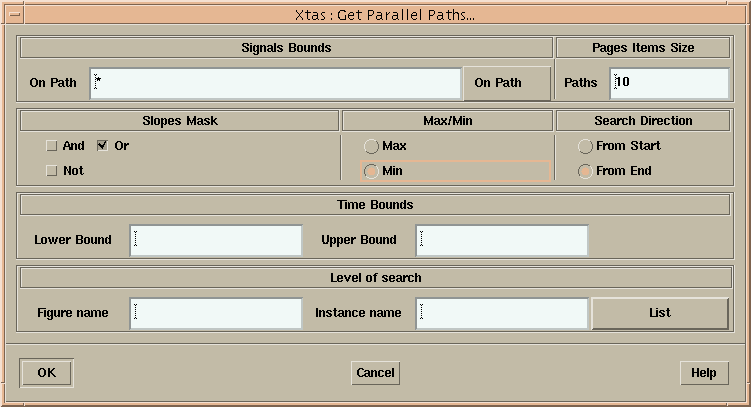 Xtas : Get Parallel Paths...
Signals Bounds Pages Items Size
On Path * On Path Paths 10
Slopes Mask Max/Min Search Direction
And Or Max From Start
Not Min From End
Time Bounds
Lower Bound Upper Bound
Level of search
Figure name Instance name List
OK Cancel Help